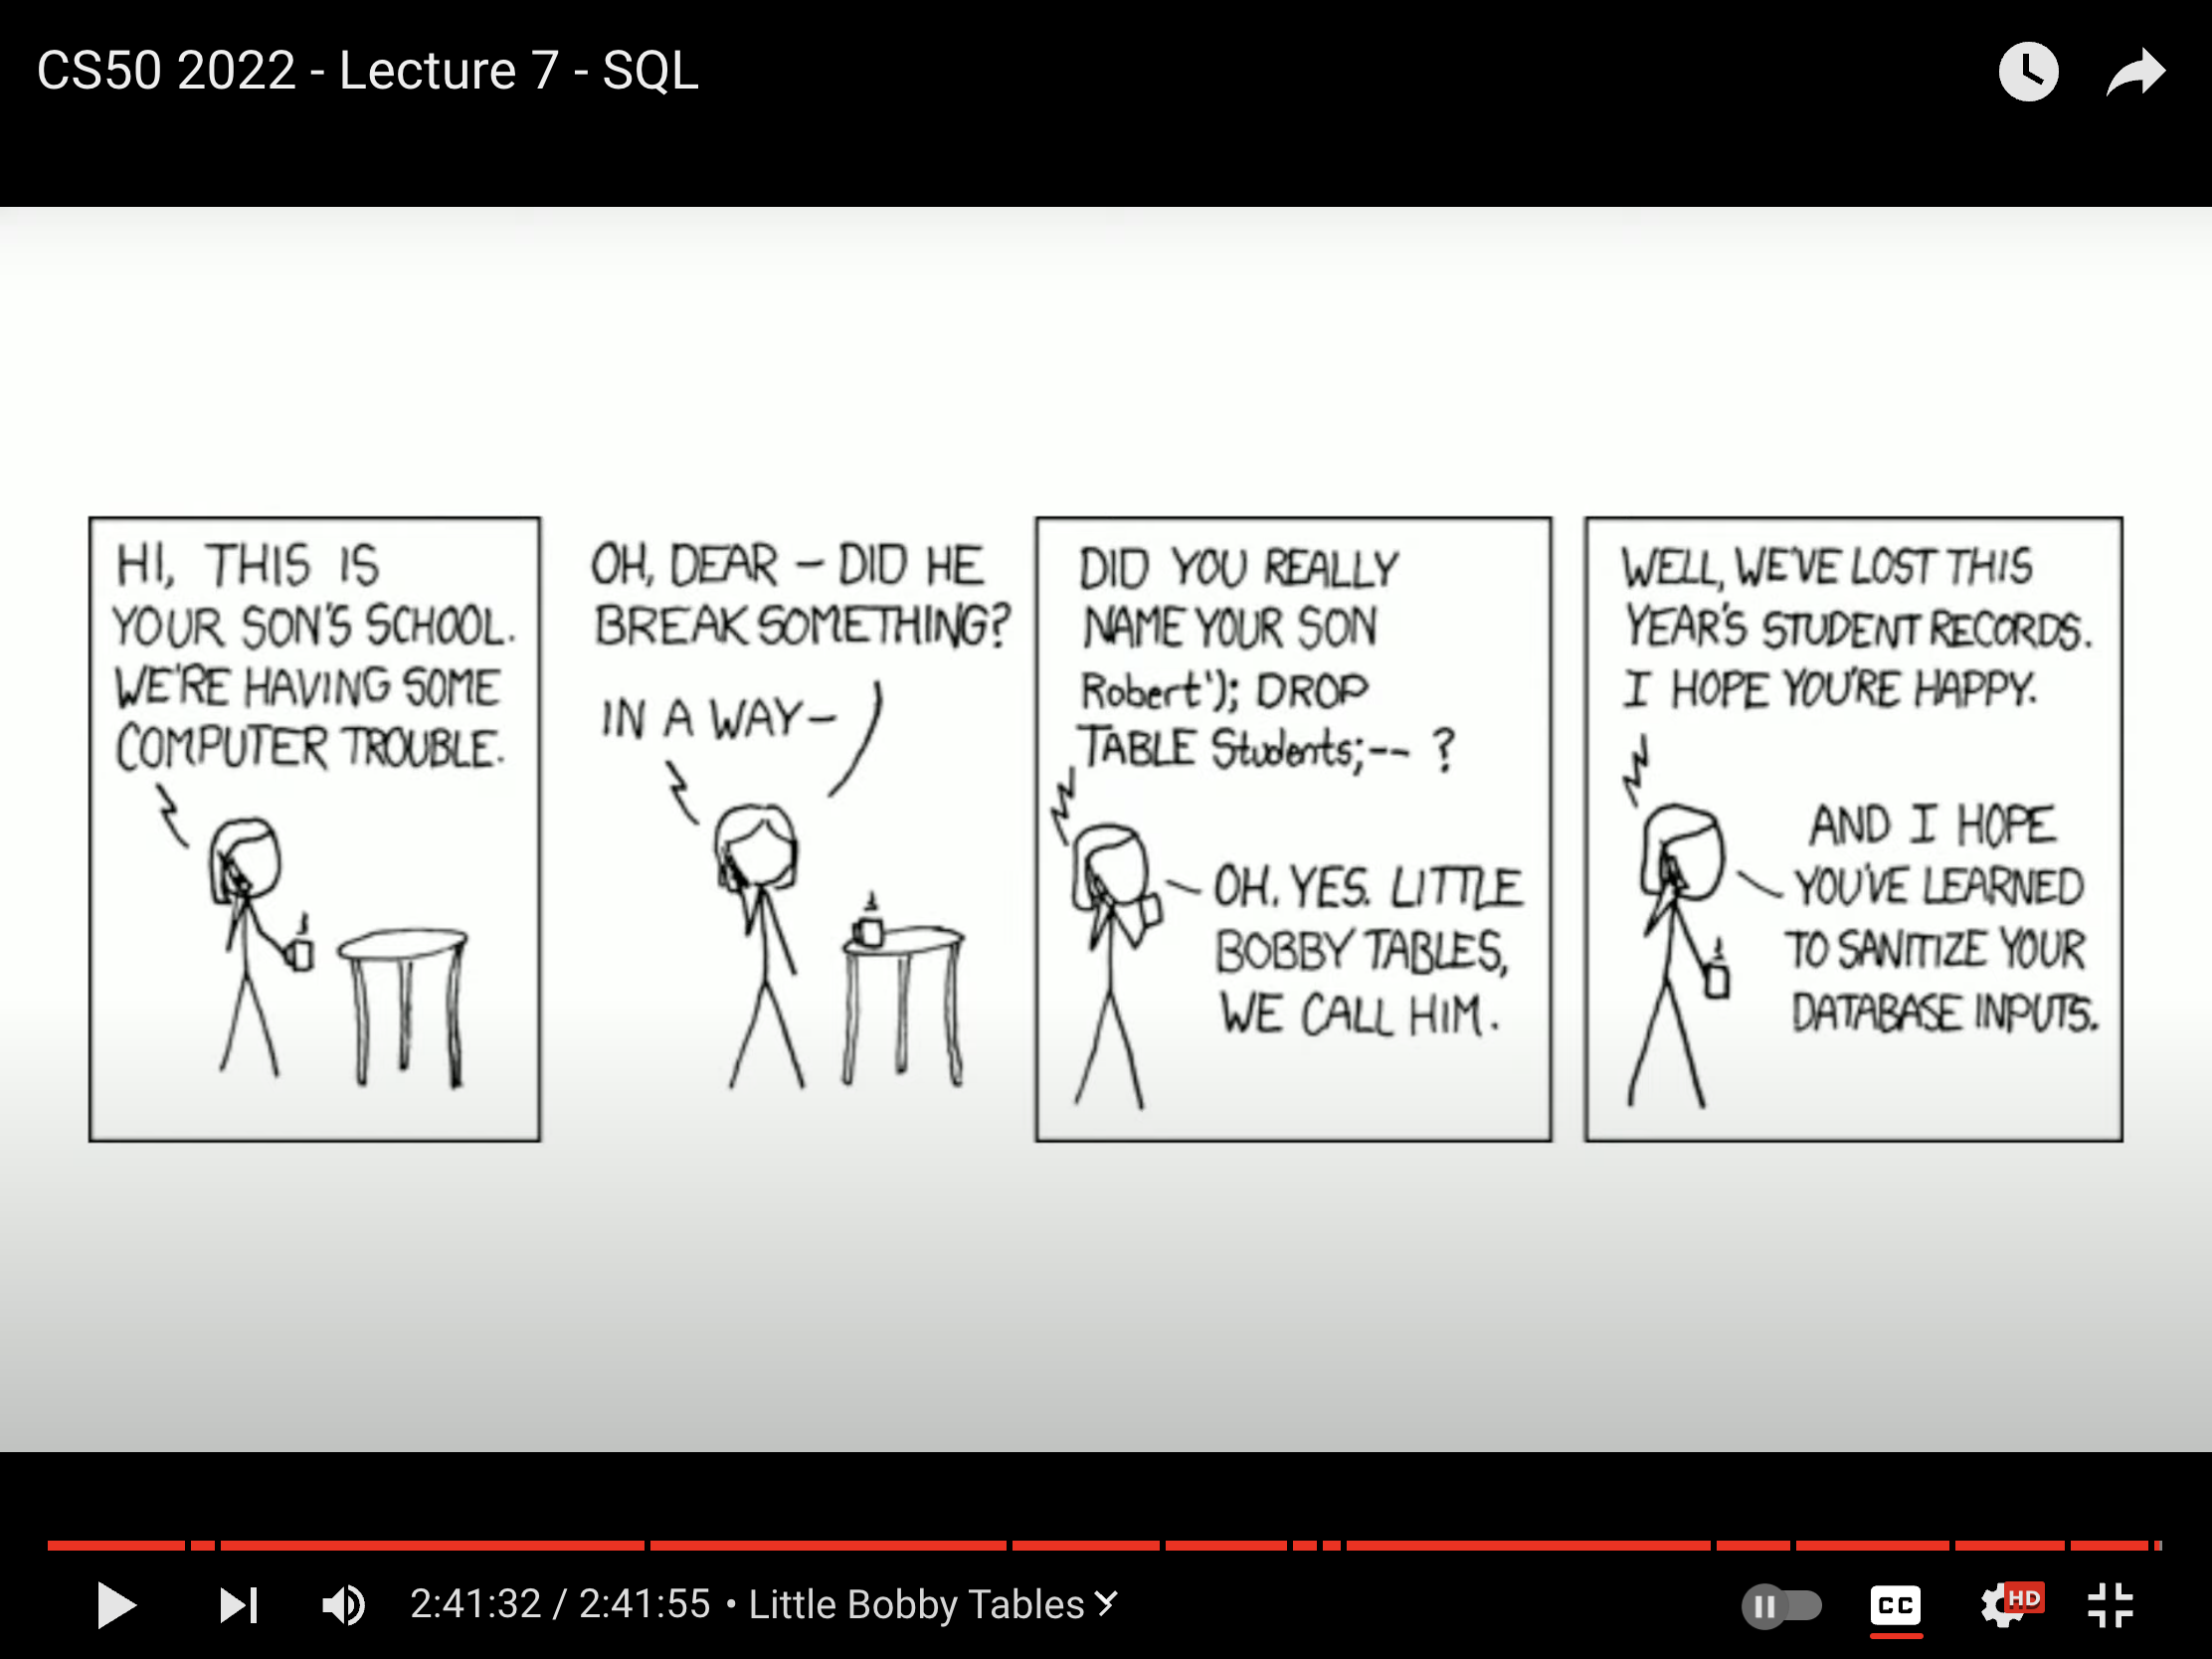 CS50 2022 - Lecture 7 - SQL
HI, THIS IS
YOUR SON'S SCHOOL.
WE'RE HAVING SOME
COMPUTER TROUBLE.
OH, DEAR – DID HE
BREAK SOMETHING?
IN A WAY–
DID YOU REALLY
NAME YOUR SON
Robert'); DROP
TABLE Students;-- ?
OH. YES. LITTLE
BOBBY TABLES,
WE CALL HIM.
WELL, WE'VE LOST THIS
YEAR'S STUDENT RECORDS.
I HOPE YOU'RE HAPPY.
AND I HOPE
YOU'VE LEARNED
TO SANITIZE YOUR
DATABASE INPUTS.
2:41:32 / 2:41:55 • Little Bobby Tables
CC
HD